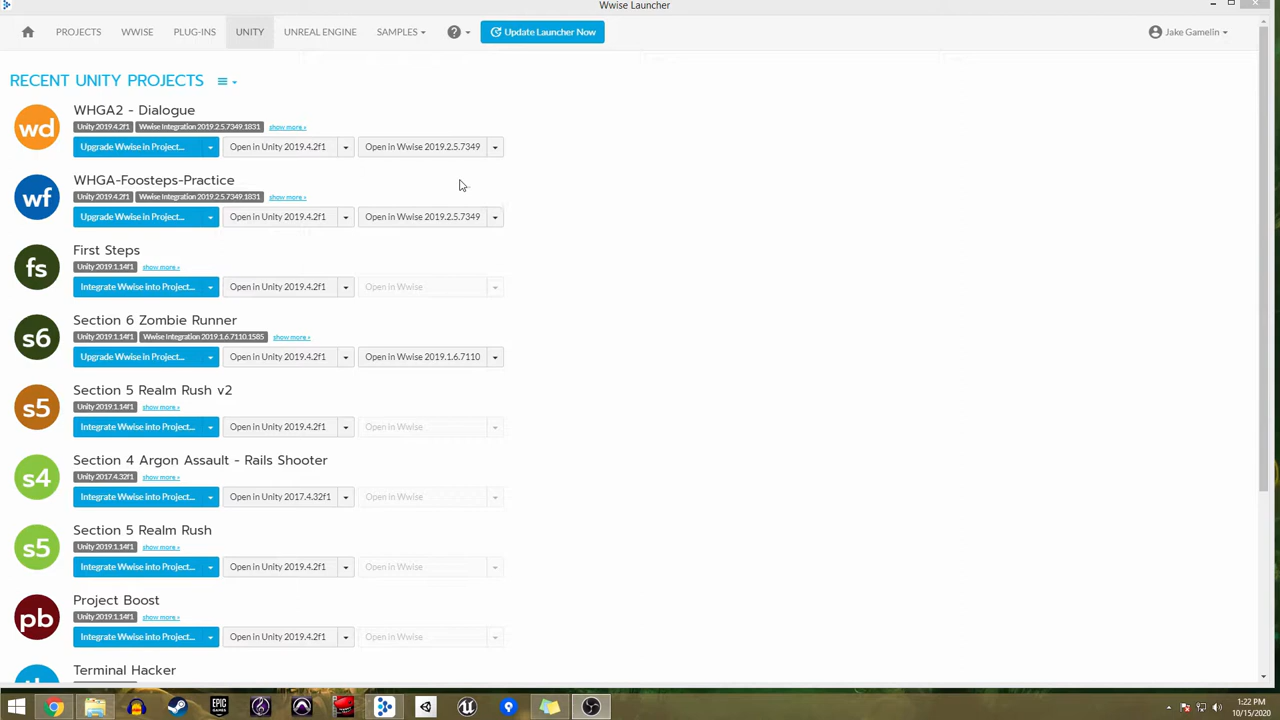 Wwise Launcher
PROJECTS WWISE PLUG-INS UNITY UNREAL ENGINE SAMPLES ? Update Launcher Now Jake Gamelin
RECENT UNITY PROJECTS
wd WHGA2 - Dialogue
Unity 2019.4.2f1 Wwise Integration 2019.2.5.7349.1831 show more »
Upgrade Wwise in Project... Open in Unity 2019.4.2f1 Open in Wwise 2019.2.5.7349
wf WHGA-Foosteps-Practice
Unity 2019.4.2f1 Wwise Integration 2019.2.5.7349.1831 show more »
Upgrade Wwise in Project... Open in Unity 2019.4.2f1 Open in Wwise 2019.2.5.7349
fs First Steps
Unity 2019.1.14f1 show more »
Integrate Wwise into Project... Open in Unity 2019.4.2f1 Open in Wwise
s6 Section 6 Zombie Runner
Unity 2019.1.14f1 Wwise Integration 2019.1.6.7110.1585 show more »
Upgrade Wwise in Project... Open in Unity 2019.4.2f1 Open in Wwise 2019.1.6.7110
s5 Section 5 Realm Rush v2
Unity 2019.1.14f1 show more »
Integrate Wwise into Project... Open in Unity 2019.4.2f1 Open in Wwise
s4 Section 4 Argon Assault - Rails Shooter
Unity 2017.4.32f1 show more »
Integrate Wwise into Project... Open in Unity 2017.4.32f1 Open in Wwise
s5 Section 5 Realm Rush
Unity 2019.1.14f1 show more »
Integrate Wwise into Project... Open in Unity 2019.4.2f1 Open in Wwise
pb Project Boost
Unity 2019.1.14f1 show more »
Integrate Wwise into Project... Open in Unity 2019.4.2f1 Open in Wwise
Terminal Hacker
EPIC GAMES
1:22 PM
10/15/2020